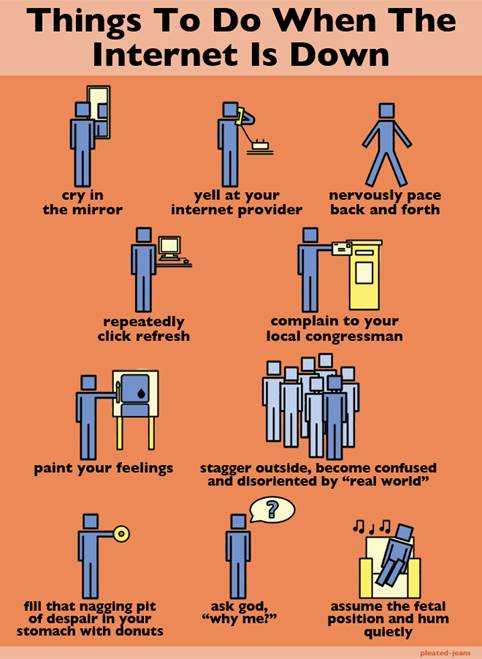 Things To Do When The
Internet Is Down
cry in
the mirror
yell at your
internet provider
nervously pace
back and forth
repeatedly
click refresh
complain to your
local congressman
paint your feelings
stagger outside, become confused
and disoriented by “real world”
?
fill that nagging pit
of despair in your
stomach with donuts
ask god,
“why me?”
assume the fetal
position and hum
quietly
pleated-jeans